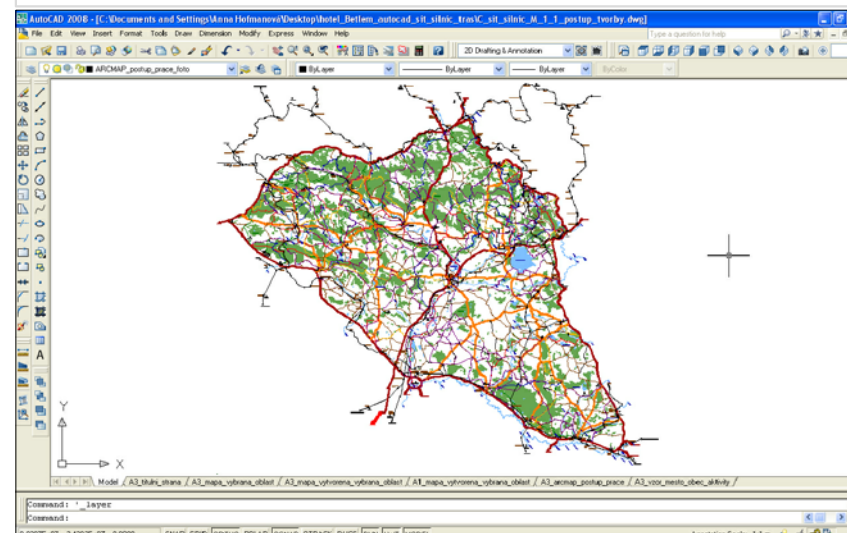 AutoCAD 2008 - [C:\Documents and Settings\Anna Hofmanová\Desktop\hotel_Betlem_autocad_sit_silnic_tras\C_sit_silnic_M_1_1_postup_tvorby.dwg]
File Edit View Insert Format Tools Draw Dimension Modify Express Window Help Type a question for help
2D Drafting & Annotation
ARCMAP_postup_prace_foto ByLayer ByLayer ByLayer ByColor
Y
X
A
Model / A3_titulni_strana / A3_mapa_vybrana_oblast / A3_mapa_vytvorena_vybrana_oblast / A1_mapa_vytvorena_vybrana_oblast / A3_arcmap_postup_prace / A3_vzor_mesto_obec_aktivity /
Command: '_layer
Command: